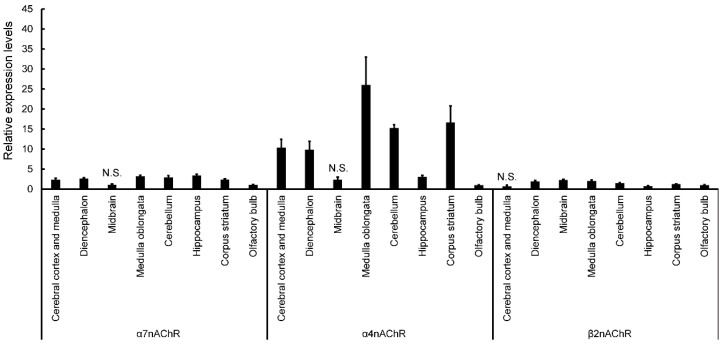 Relative expression levels
45
40
35
30
25
20
15
10
5
0
N.S.
N.S.
N.S.
Cerebral cortex and medulla
Diencephalon
Midbrain
Medulla oblongata
Cerebellum
Hippocampus
Corpus striatum
Olfactory bulb
Cerebral cortex and medulla
Diencephalon
Midbrain
Medulla oblongata
Cerebellum
Hippocampus
Corpus striatum
Olfactory bulb
Cerebral cortex and medulla
Diencephalon
Midbrain
Medulla oblongata
Cerebellum
Hippocampus
Corpus striatum
Olfactory bulb
α7nAChR
α4nAChR
β2nAChR